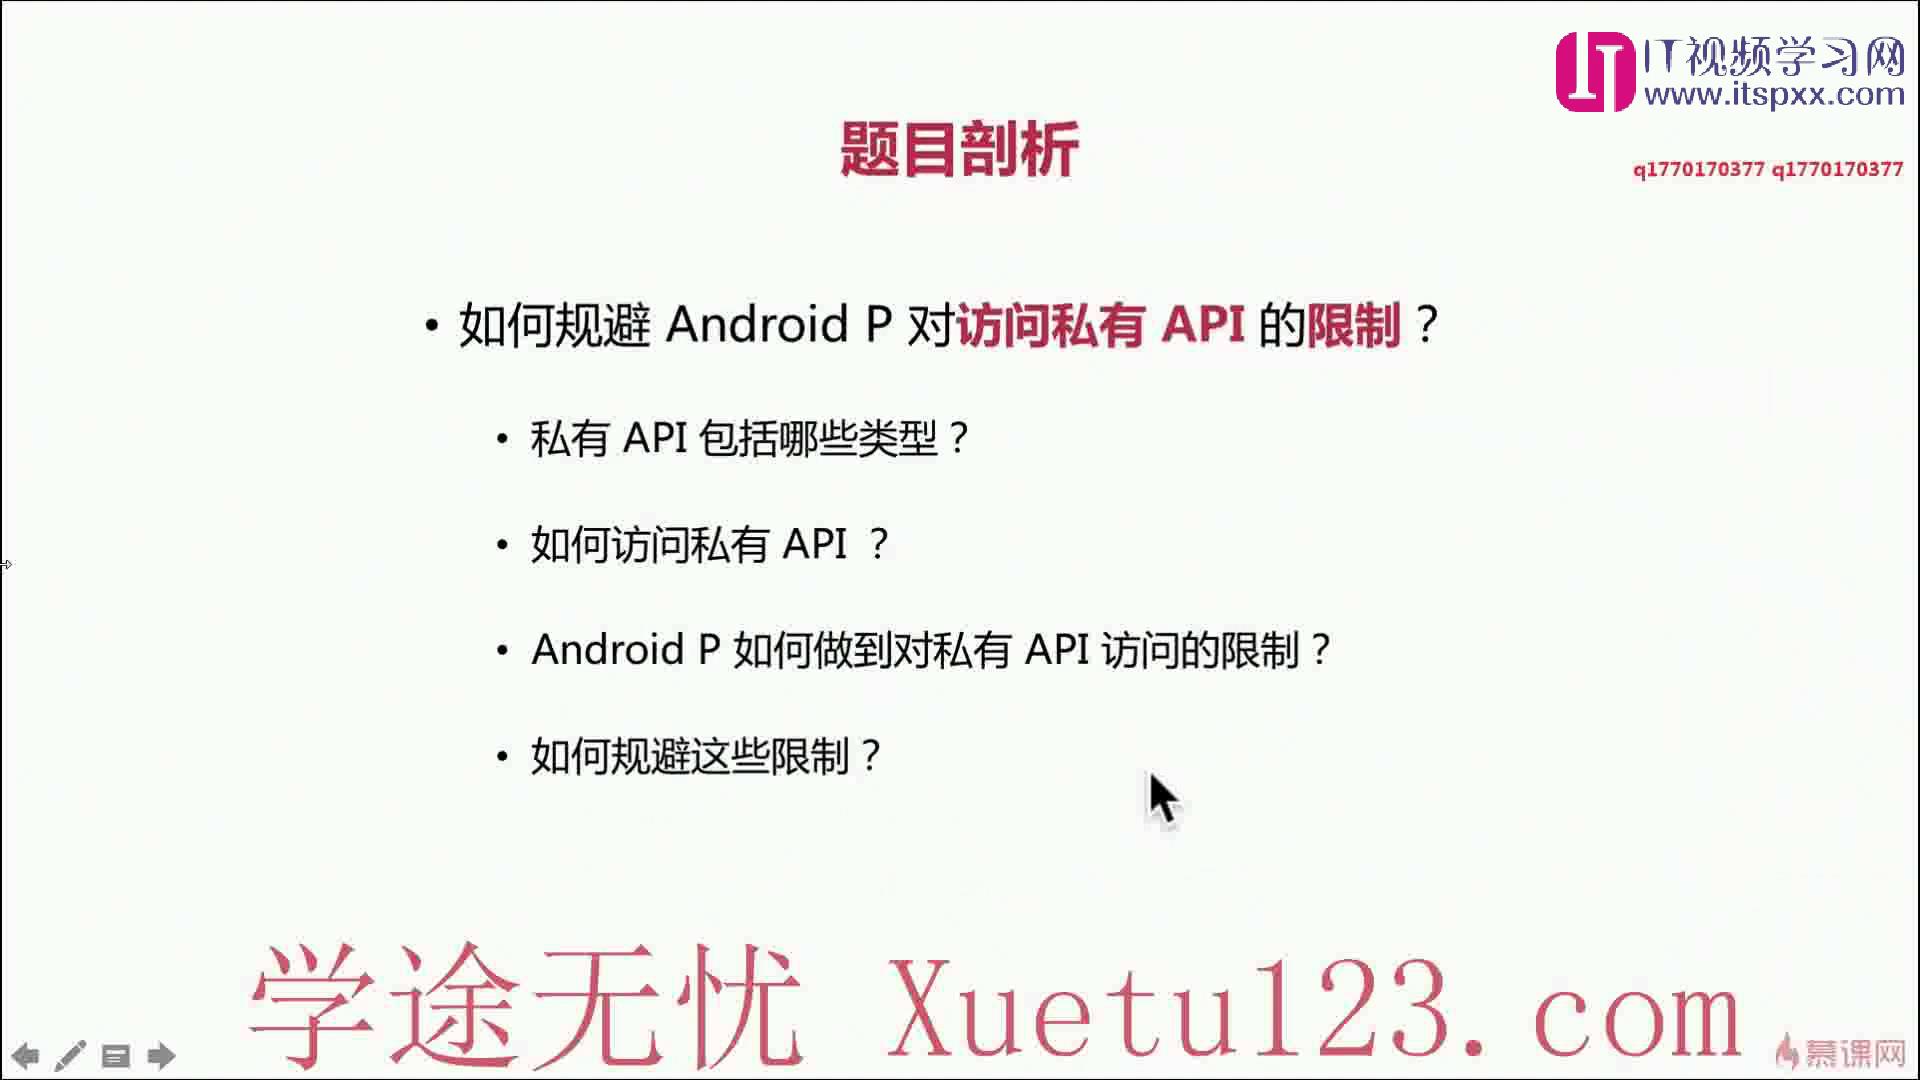 IT视频学习网
www.itspxx.com
题目剖析
q1770170377 q1770170377
• 如何规避 Android P 对访问私有 API 的限制？
• 私有 API 包括哪些类型？
• 如何访问私有 API ？
• Android P 如何做到对私有 API 访问的限制？
• 如何规避这些限制？
学途无忧 Xuetu123.com
慕课网